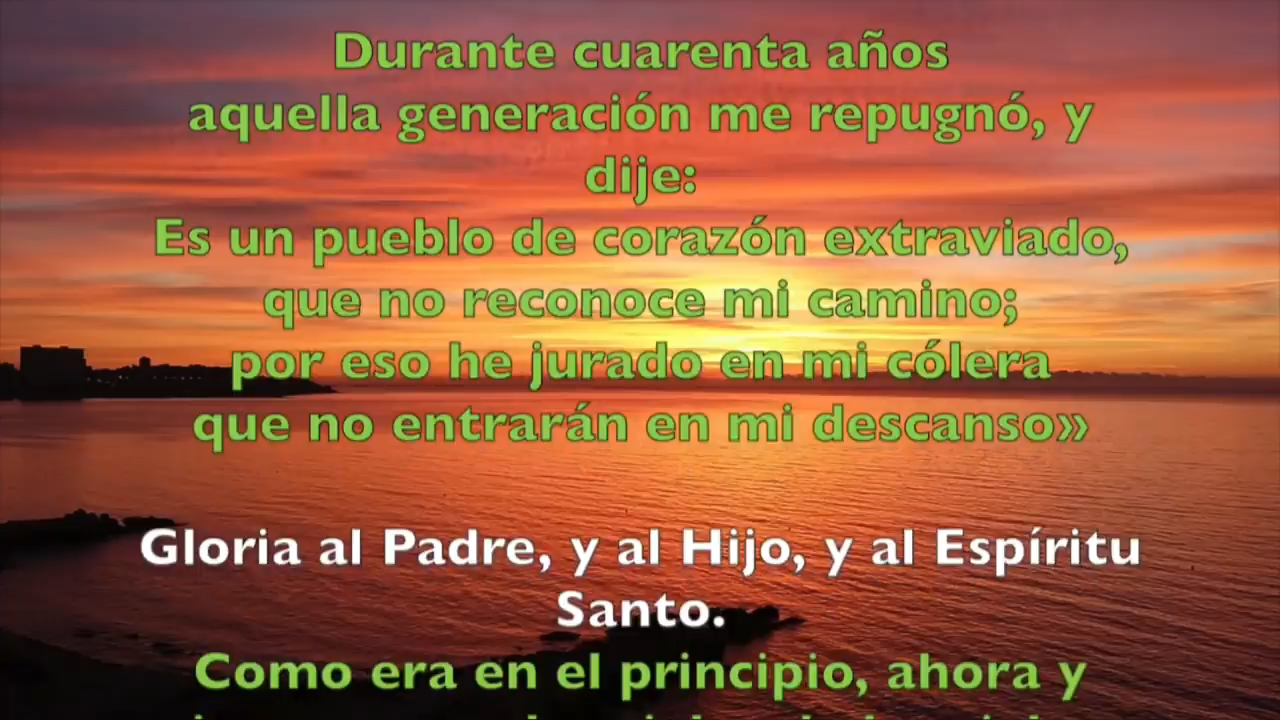 Durante cuarenta años
aquella generación me repugnó, y
dije:
Es un pueblo de corazón extraviado,
que no reconoce mi camino;
por eso he jurado en mi cólera
que no entrarán en mi descanso»
Gloria al Padre, y al Hijo, y al Espíritu
Santo.
Como era en el principio, ahora y